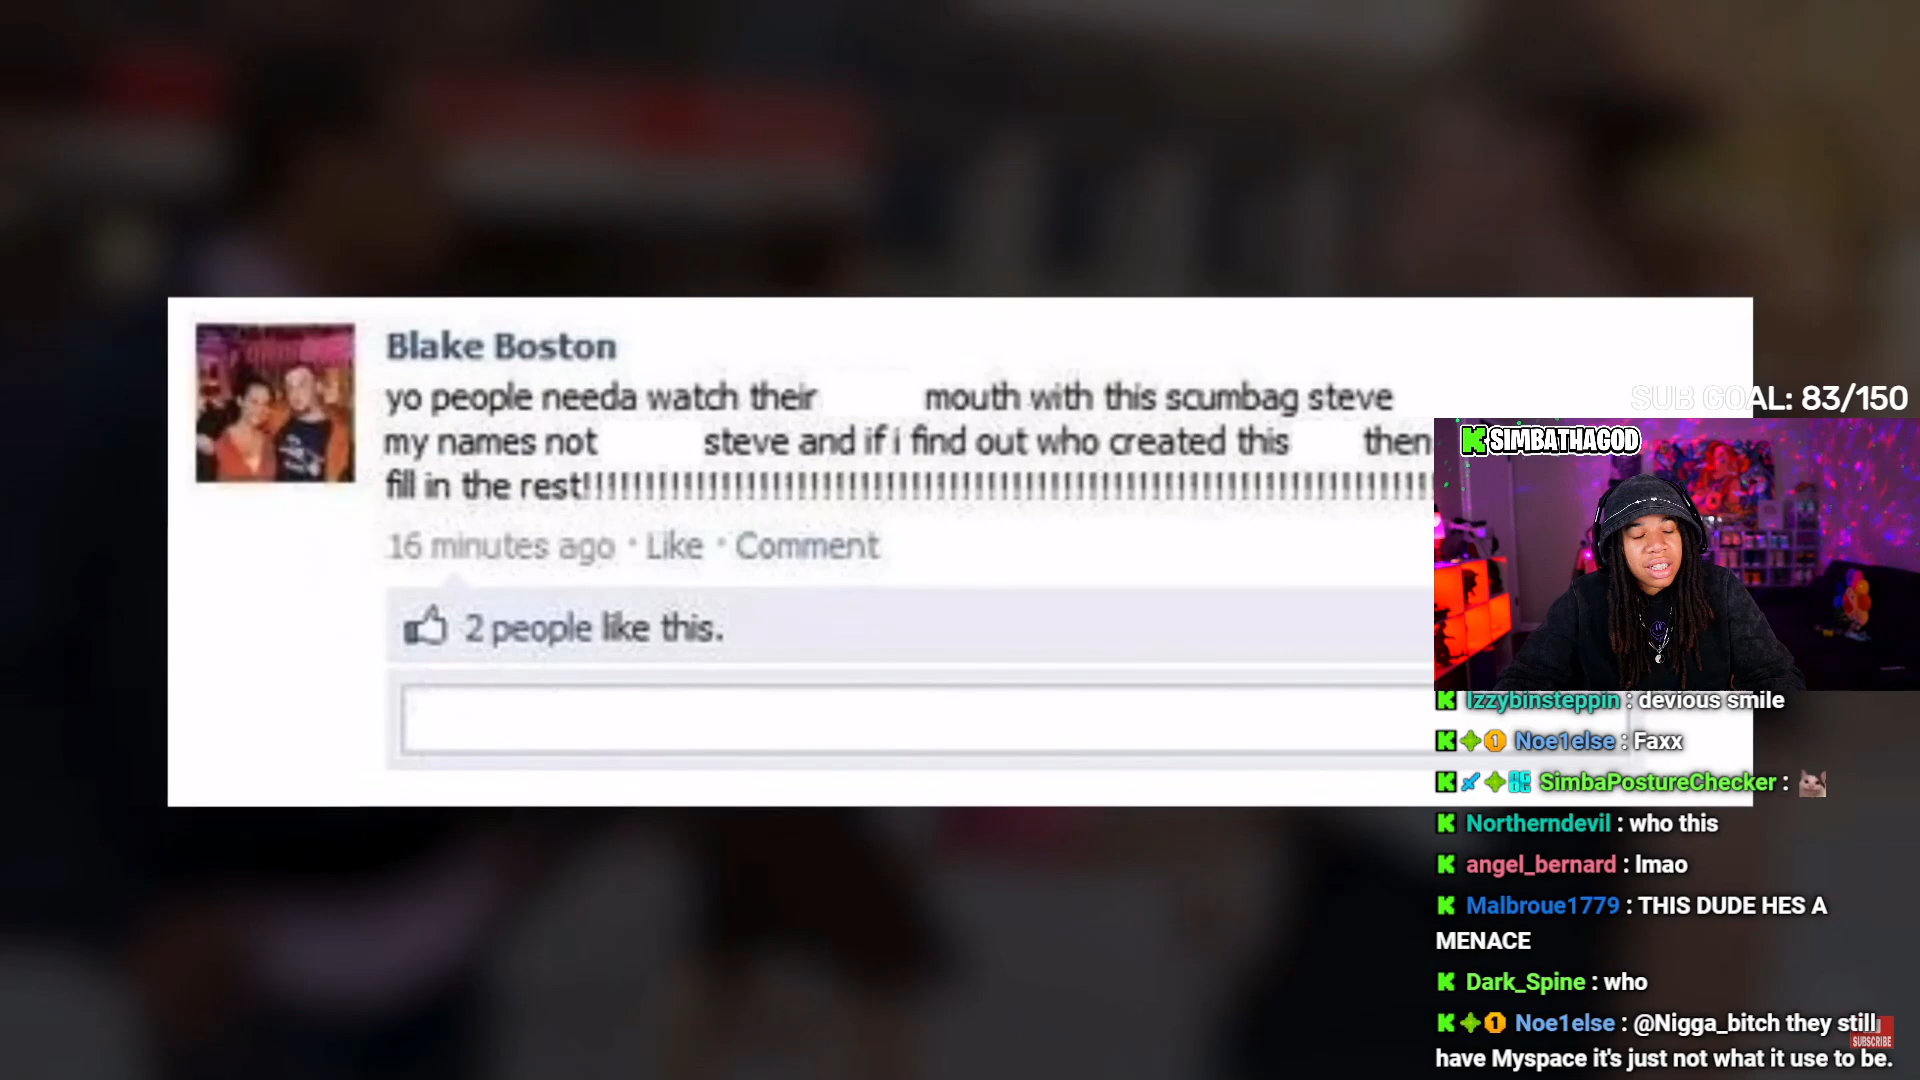 Blake Boston
yo people needa watch their mouth with this scumbag steve
my names not steve and if i find out who created this then
fill in the rest!!!!!!!!!!!!!!!!!!!!!!!!!!!!!!!!!!!!!!!!!!!!!!!!!!!!!!!!!!!!!!!!!!!!
16 minutes ago · Like · Comment
2 people like this.
SUB GOAL: 83/150
K SIMBATHAGOD
Izzybinsteppin : devious smile
1 Noe1else : Faxx
SimbaPostureChecker :
Northerndevil : who this
angel_bernard : lmao
Malbroue1779 : THIS DUDE HES A
MENACE
Dark_Spine : who
1 Noe1else : @Nigga_bitch they still
have Myspace it's just not what it use to be.
SUBSCRIBE